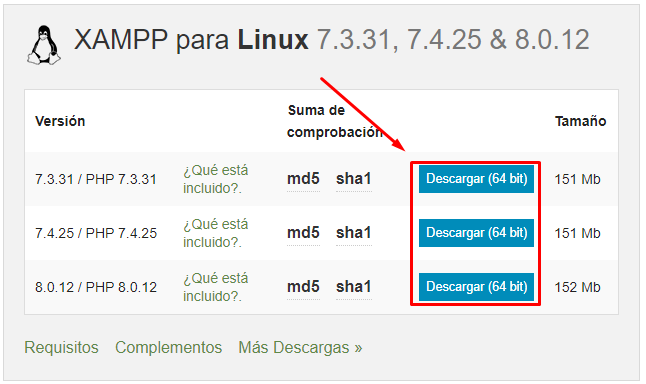 XAMPP para Linux 7.3.31, 7.4.25 & 8.0.12
Versión Suma de comprobación Tamaño
7.3.31 / PHP 7.3.31 ¿Qué está incluido?. md5 sha1 Descargar (64 bit) 151 Mb
7.4.25 / PHP 7.4.25 ¿Qué está incluido?. md5 sha1 Descargar (64 bit) 151 Mb
8.0.12 / PHP 8.0.12 ¿Qué está incluido?. md5 sha1 Descargar (64 bit) 152 Mb
Requisitos Complementos Más Descargas »